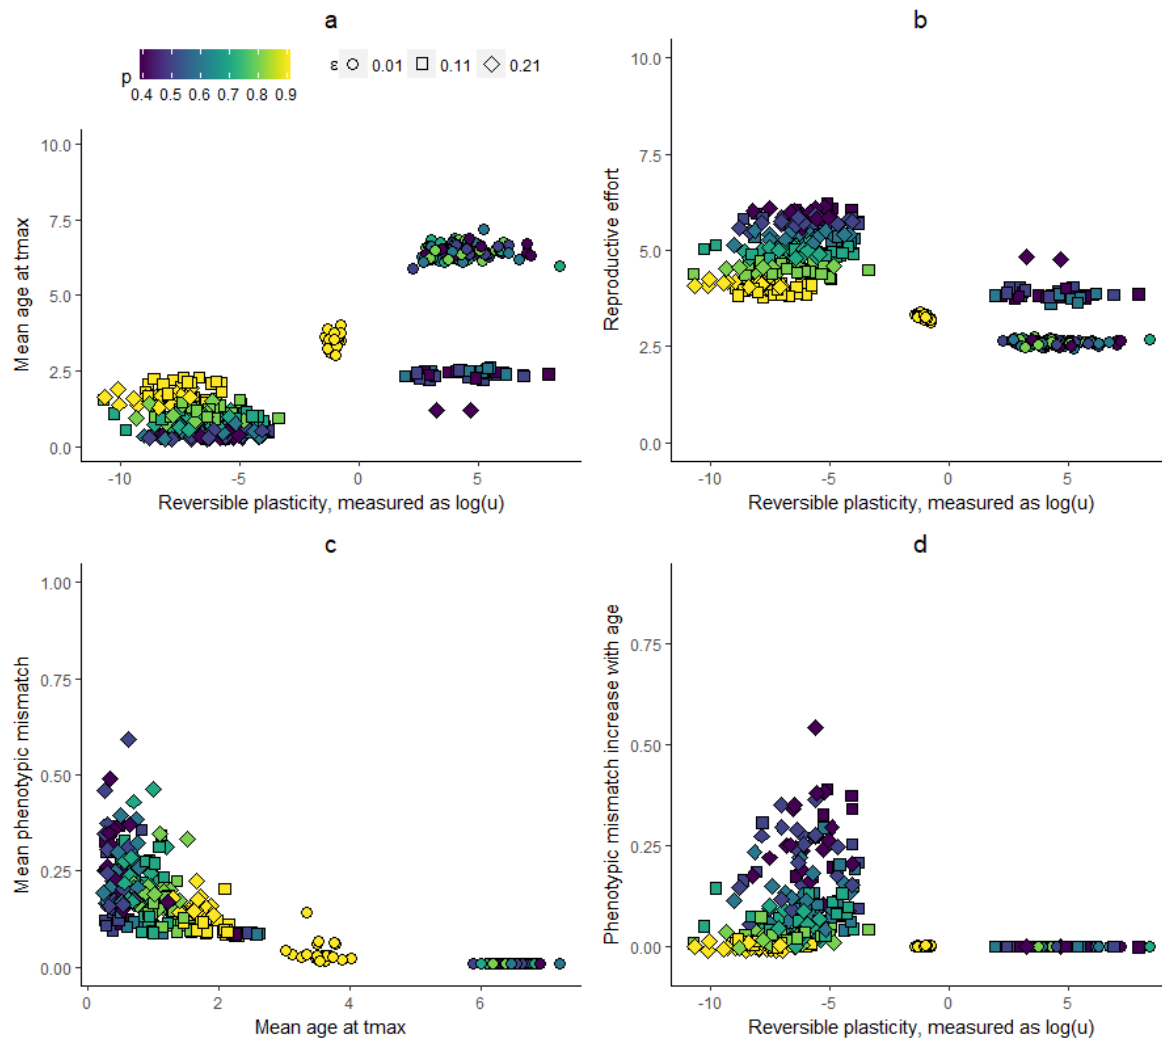 a
p
0.4 0.5 0.6 0.7 0.8 0.9
ε 0.01 0.11 0.21
Mean age at tmax
10.0
7.5
5.0
2.5
0.0
-10 -5 0 5
Reversible plasticity, measured as log(u)
b
Reproductive effort
10.0
7.5
5.0
2.5
0.0
-10 -5 0 5
Reversible plasticity, measured as log(u)
c
Mean phenotypic mismatch
1.00
0.75
0.50
0.25
0.00
0 2 4 6
Mean age at tmax
d
Phenotypic mismatch increase with age
0.75
0.50
0.25
0.00
-10 -5 0 5
Reversible plasticity, measured as log(u)